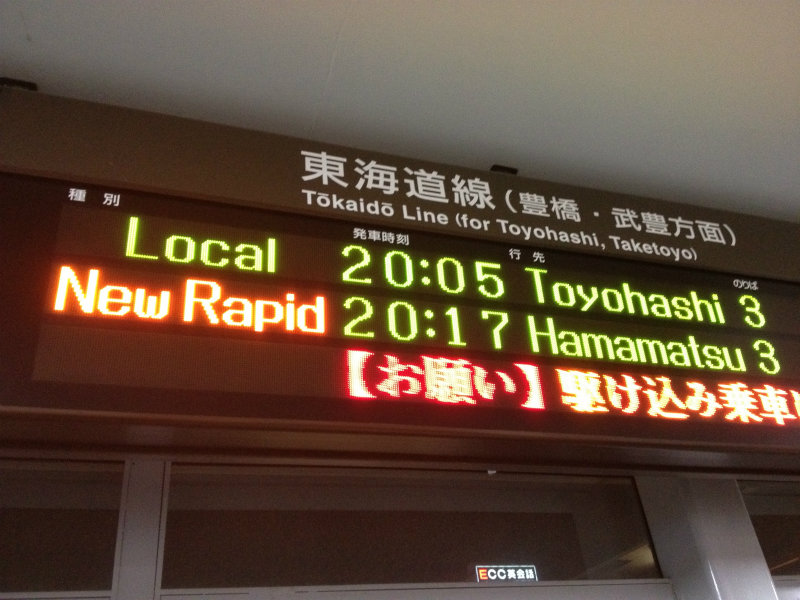 東海道線 (豊橋・武豊方面)
Tōkaidō Line (for Toyohashi, Taketoyo)
種別 発車時刻 行先 のりば
Local 20:05 Toyohashi 3
New Rapid 20:17 Hamamatsu 3
【お願い】駆け込み乗車
ECC英会話